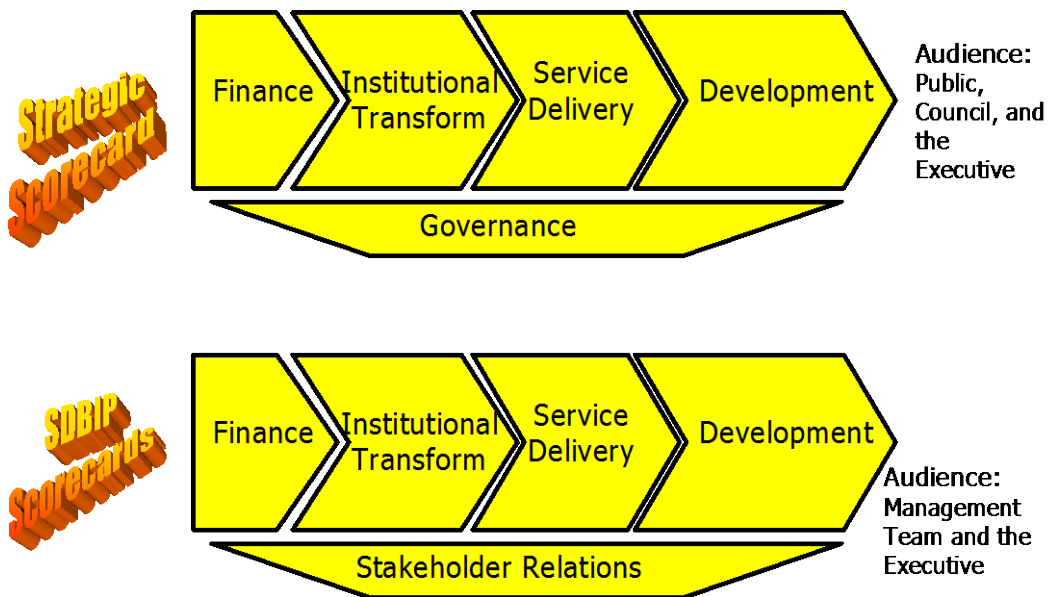 Strategic
Scorecard
Finance
Institutional
Transform
Service
Delivery
Development
Audience:
Public,
Council, and
the
Executive
Governance
SDBIP
Scorecards
Finance
Institutional
Transform
Service
Delivery
Development
Audience:
Management
Team and the
Executive
Stakeholder Relations